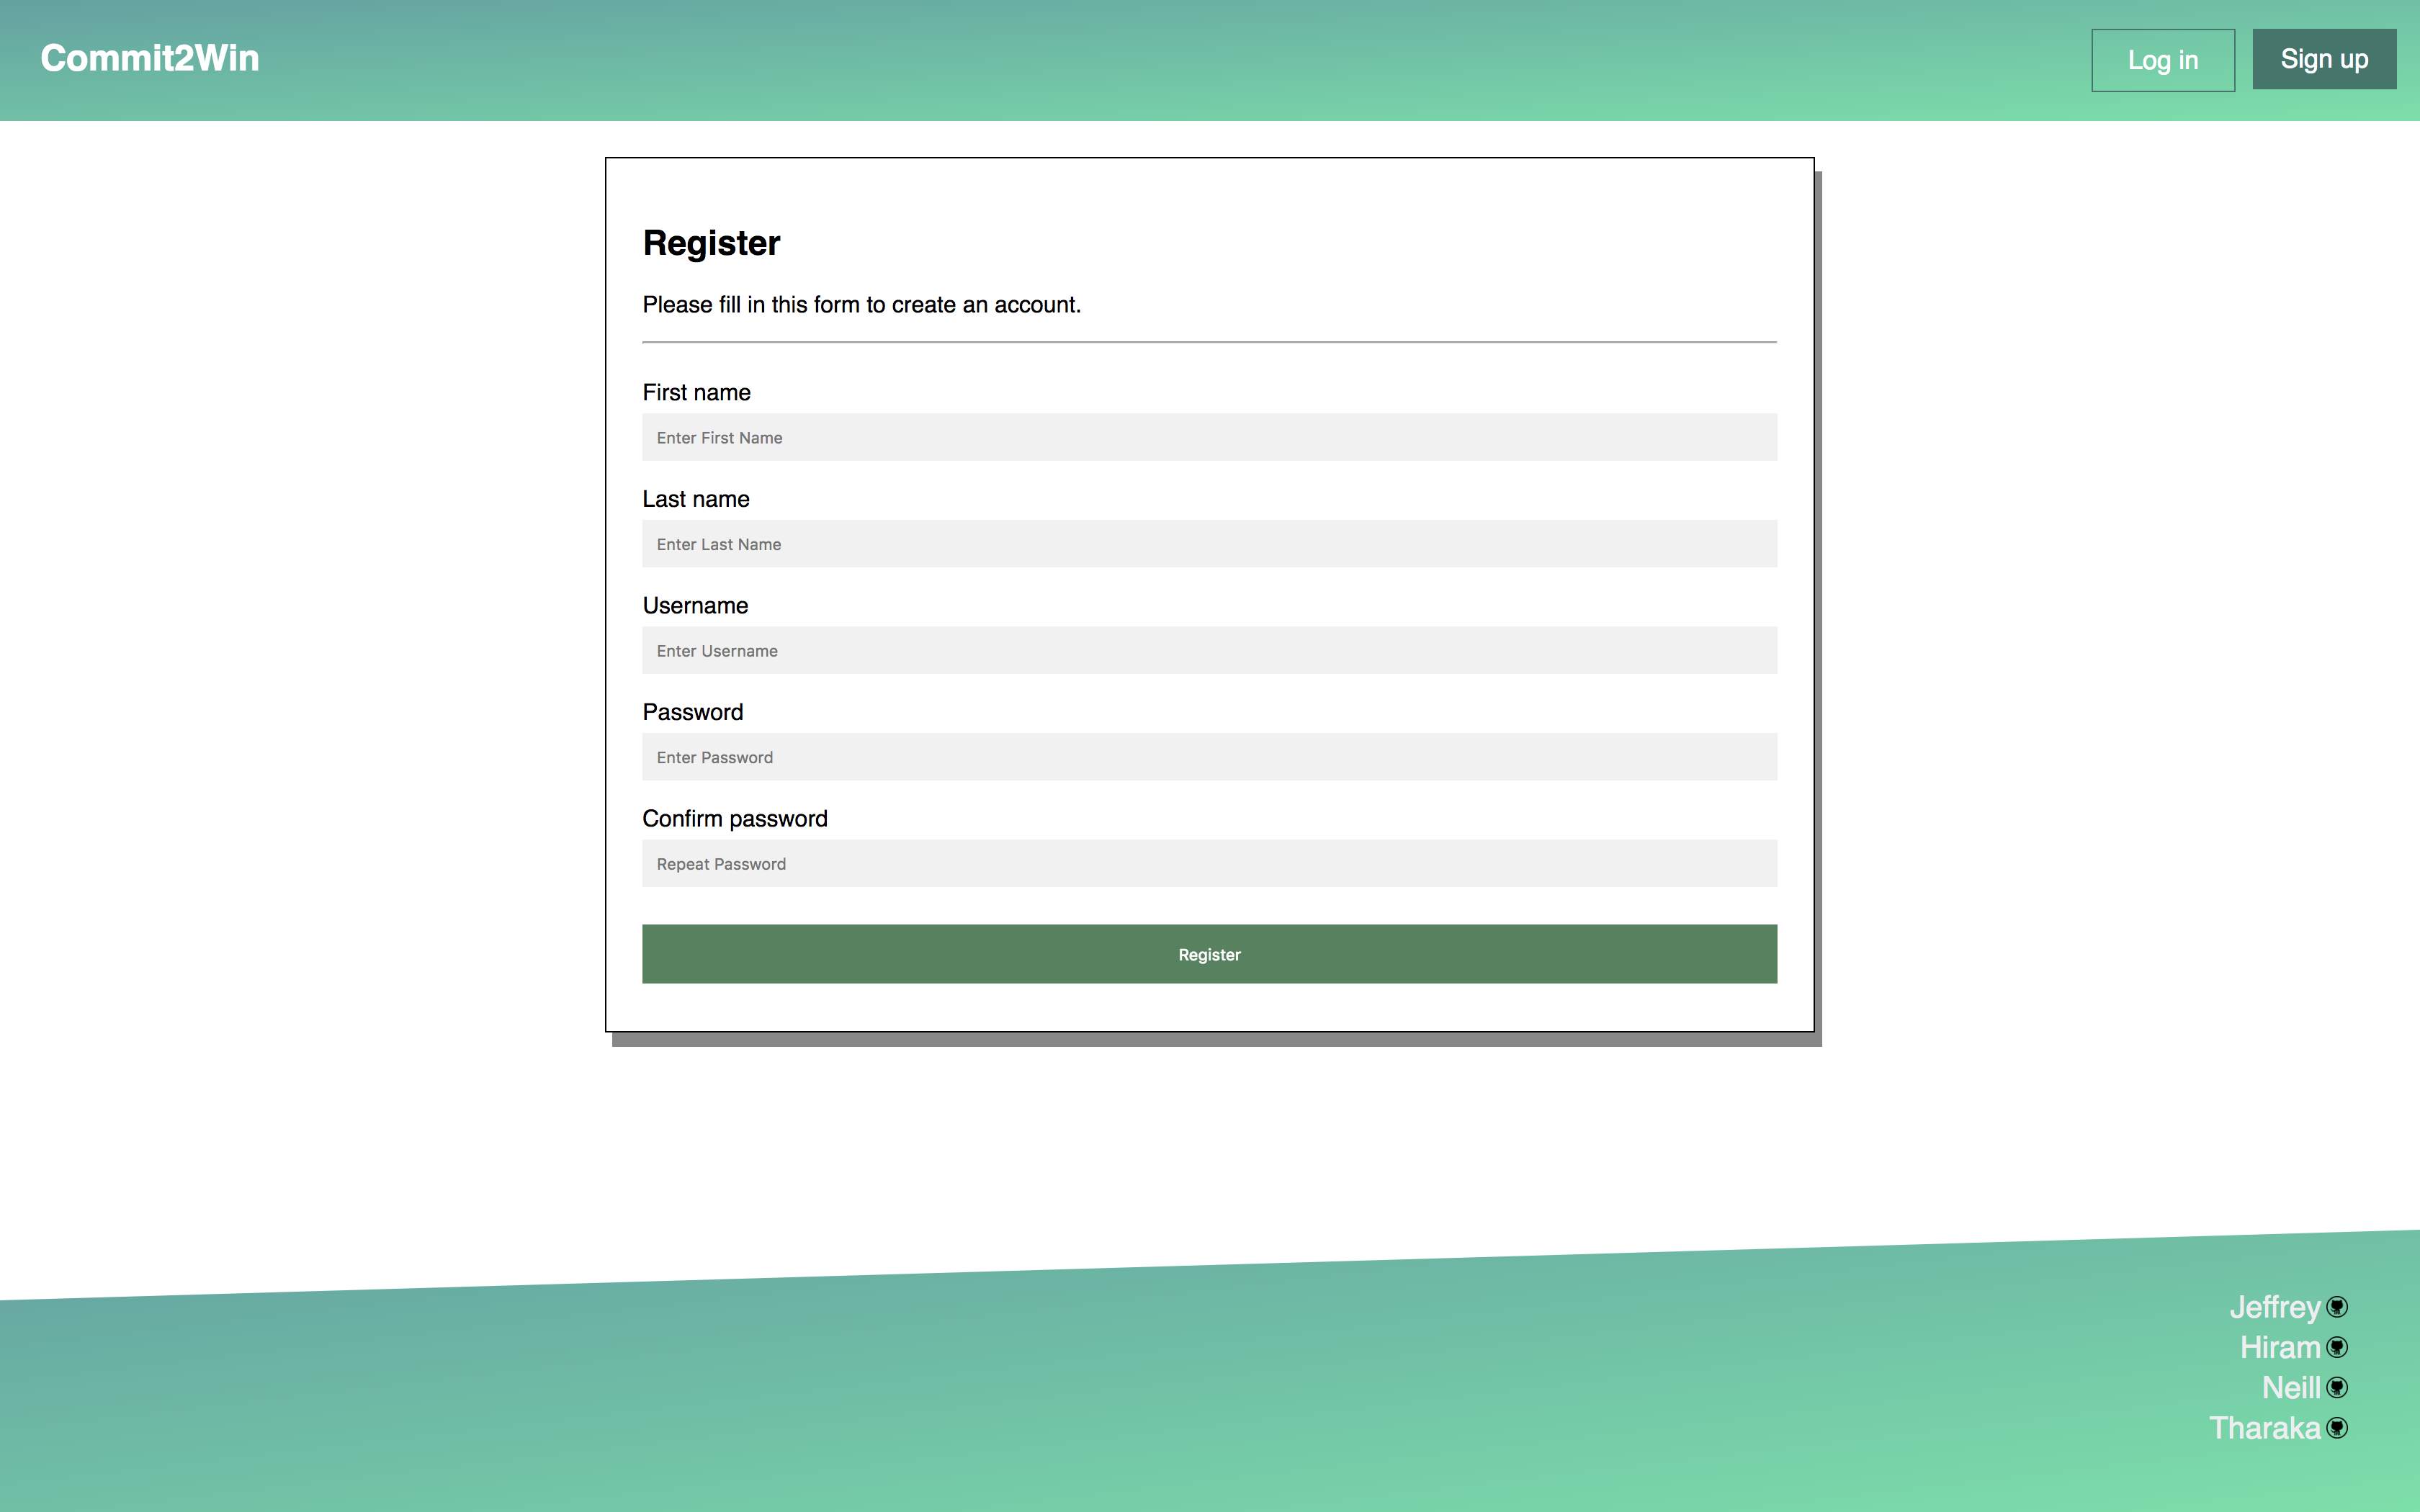 Commit2Win
Log in
Sign up
Register
Please fill in this form to create an account.
First name
Enter First Name
Last name
Enter Last Name
Username
Enter Username
Password
Enter Password
Confirm password
Repeat Password
Register
Jeffrey
Hiram
Neill
Tharaka